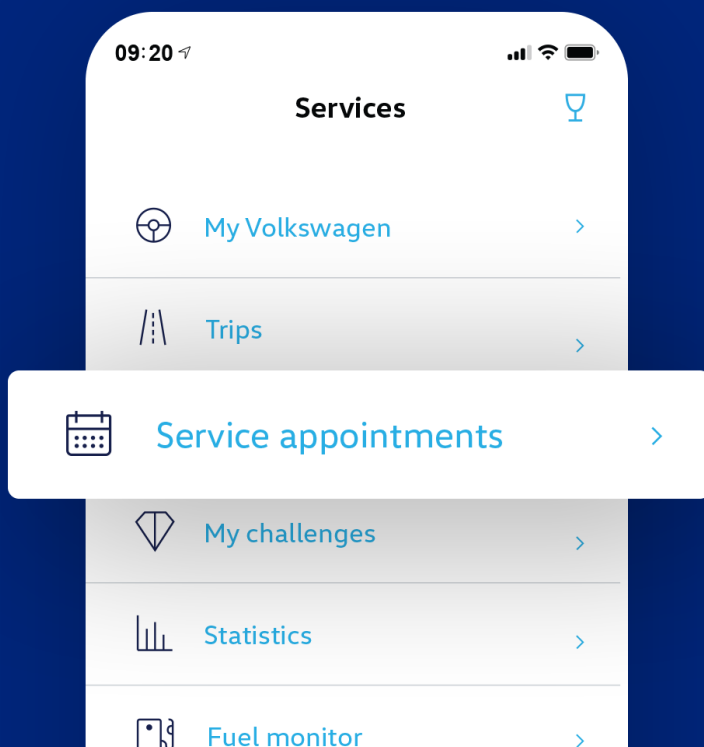 09:20
Services
My Volkswagen
Trips
Service appointments
My challenges
Statistics
Fuel monitor